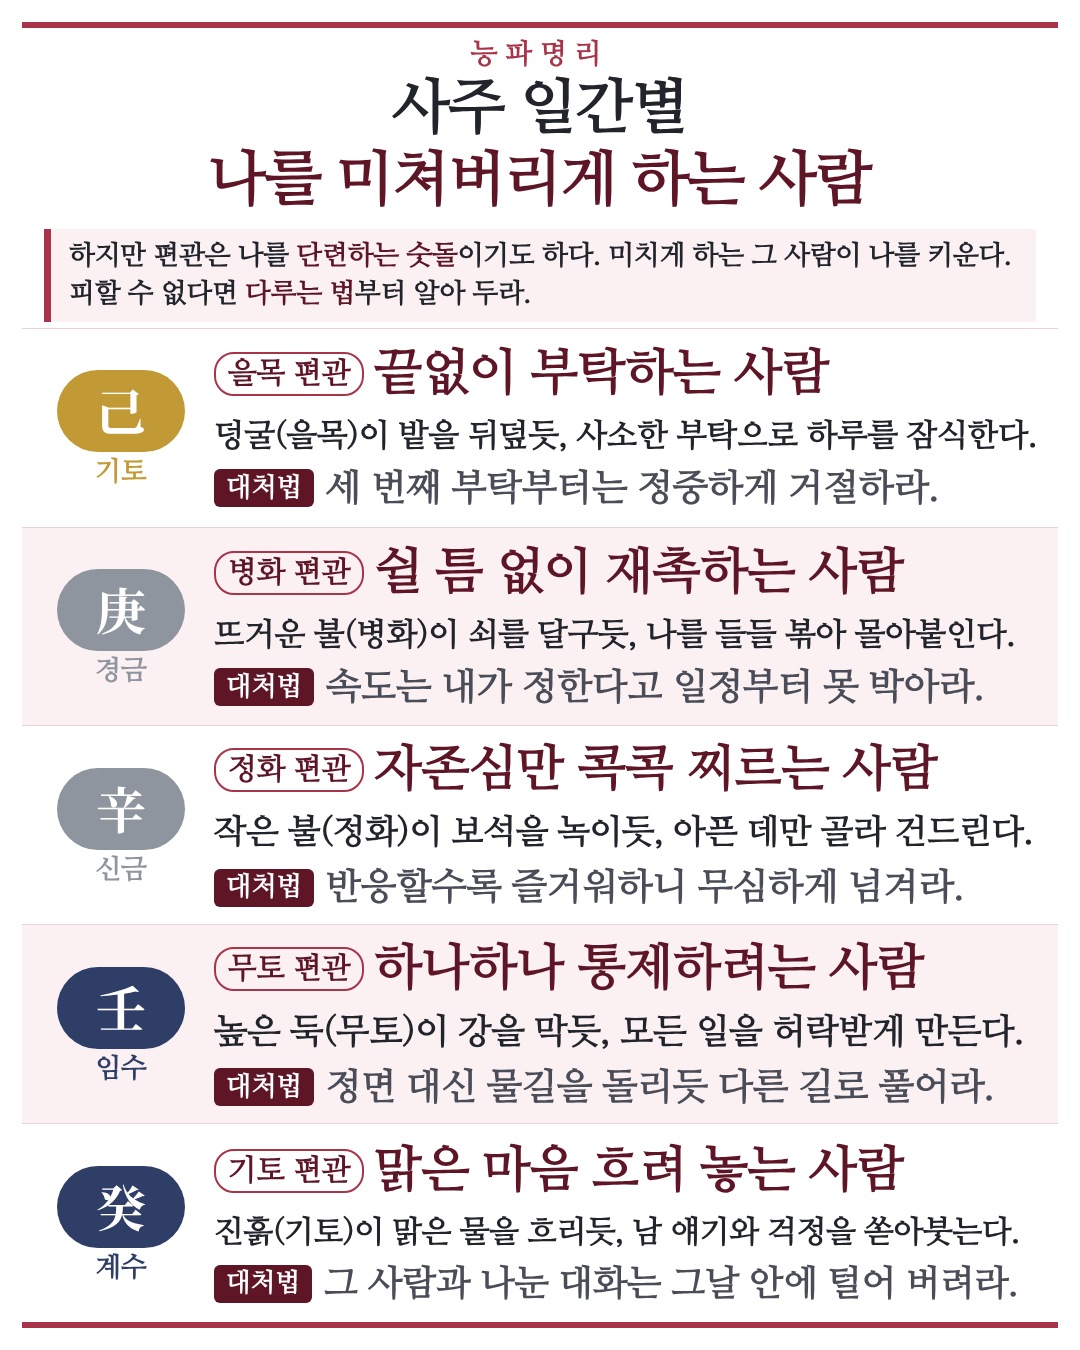 능파명리
사주 일간별
나를 미쳐버리게 하는 사람
하지만 편관은 나를 단련하는 숫돌이기도 하다. 미치게 하는 그 사람이 나를 키운다.
피할 수 없다면 다루는 법부터 알아 두라.
己
기토
을목 편관 끝없이 부탁하는 사람
덩굴(을목)이 밭을 뒤덮듯, 사소한 부탁으로 하루를 잠식한다.
대처법 세 번째 부탁부터는 정중하게 거절하라.
庚
경금
병화 편관 쉴 틈 없이 재촉하는 사람
뜨거운 불(병화)이 쇠를 달구듯, 나를 들들 볶아 몰아붙인다.
대처법 속도는 내가 정한다고 일정부터 못 박아라.
辛
신금
정화 편관 자존심만 콕콕 찌르는 사람
작은 불(정화)이 보석을 녹이듯, 아픈 데만 골라 건드린다.
대처법 반응할수록 즐거워하니 무심하게 넘겨라.
壬
임수
무토 편관 하나하나 통제하려는 사람
높은 둑(무토)이 강을 막듯, 모든 일을 허락받게 만든다.
대처법 정면 대신 물길을 돌리듯 다른 길로 풀어라.
癸
계수
기토 편관 맑은 마음 흐려 놓는 사람
진흙(기토)이 맑은 물을 흐리듯, 남 얘기와 걱정을 쏟아붓는다.
대처법 그 사람과 나눈 대화는 그날 안에 털어 버려라.